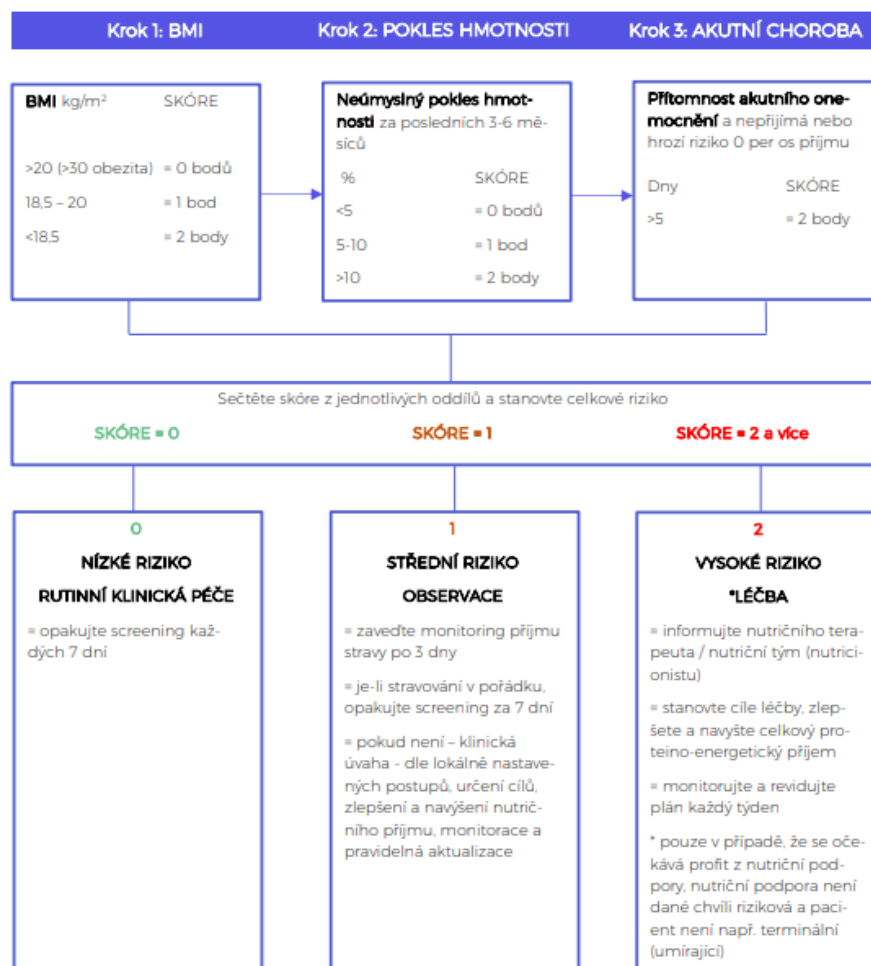 Krok 1: BMI
Krok 2: POKLES HMOTNOSTI
Krok 3: AKUTNÍ CHOROBA
BMI kg/m² SKÓRE
>20 (>30 obezita) = 0 bodů
18,5 – 20 = 1 bod
<18,5 = 2 body
Neúmyslný pokles hmot-
nosti za posledních 3-6 mě-
síců
% SKÓRE
<5 = 0 bodů
5-10 = 1 bod
>10 = 2 body
Přítomnost akutního one-
mocnění a nepřijímá nebo
hrozí riziko 0 per os příjmu
Dny SKÓRE
>5 = 2 body
Sečtěte skóre z jednotlivých oddílů a stanovte celkové riziko
SKÓRE = 0
SKÓRE = 1
SKÓRE = 2 a více
0
NÍZKÉ RIZIKO
RUTINNÍ KLINICKÁ PÉČE
= opakujte screening kaž-
dých 7 dní
1
STŘEDNÍ RIZIKO
OBSERVACE
= zaveďte monitoring příjmu
stravy po 3 dny
= je-li stravování v pořádku,
opakujte screening za 7 dní
= pokud není – klinická
úvaha - dle lokálně nastave-
ných postupů, určení cílů,
zlepšení a navýšení nutrič-
ního příjmu, monitorace a
pravidelná aktualizace
2
VYSOKÉ RIZIKO
*LÉČBA
= informujte nutričního tera-
peuta / nutriční tým (nutrici-
onistu)
= stanovte cíle léčby, zlep-
šete a navyšte celkový pro-
teino-energetický příjem
= monitorujte a revidujte
plán každý týden
* pouze v případě, že se oče-
kává profit z nutriční pod-
pory, nutriční podpora není
dané chvíli riziková a paci-
ent není např. terminální
(umírající)